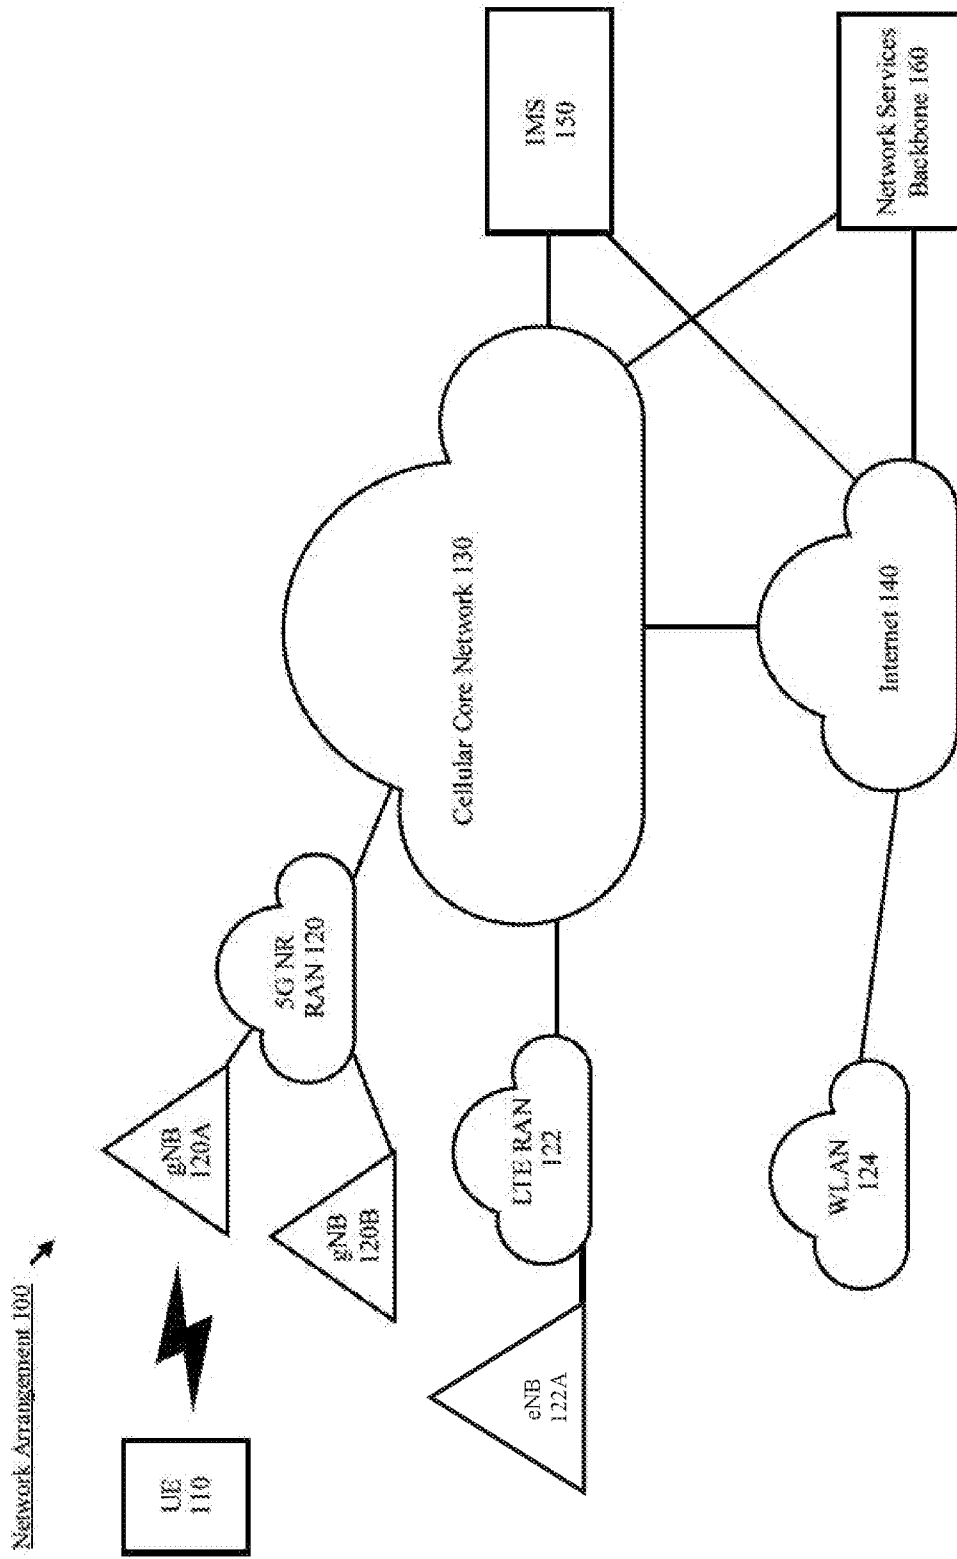 Network Arrangement 100
UE
110
gNB
120A
gNB
120B
5G NR
RAN 120
eNB
122A
LTE RAN
122
WLAN
124
Cellular Core Network 130
Internet 140
IMS
150
Network Services
Backbone 160